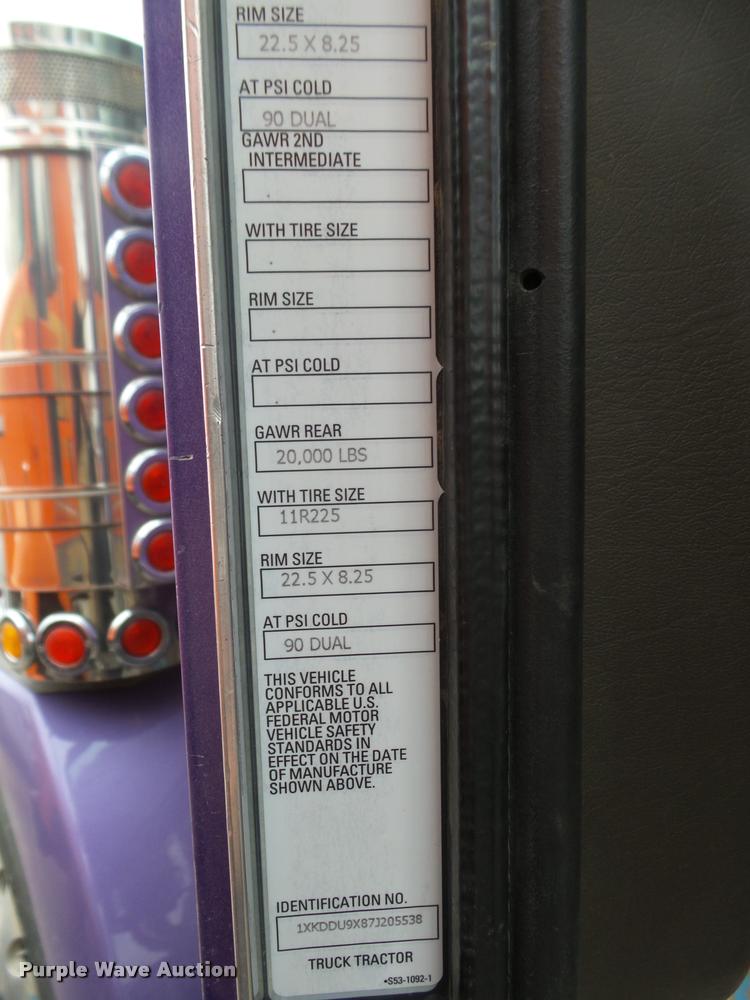 RIM SIZE
22.5 X 8.25
AT PSI COLD
90 DUAL
GAWR 2ND
INTERMEDIATE
WITH TIRE SIZE
RIM SIZE
AT PSI COLD
GAWR REAR
20,000 LBS
WITH TIRE SIZE
11R225
RIM SIZE
22.5 X 8.25
AT PSI COLD
90 DUAL
THIS VEHICLE
CONFORMS TO ALL
APPLICABLE U.S.
FEDERAL MOTOR
VEHICLE SAFETY
STANDARDS IN
EFFECT ON THE DATE
OF MANUFACTURE
SHOWN ABOVE.
IDENTIFICATION NO.
1XKDDU9X87J205538
TRUCK TRACTOR
•S53-1092-1
Purple Wave Auction